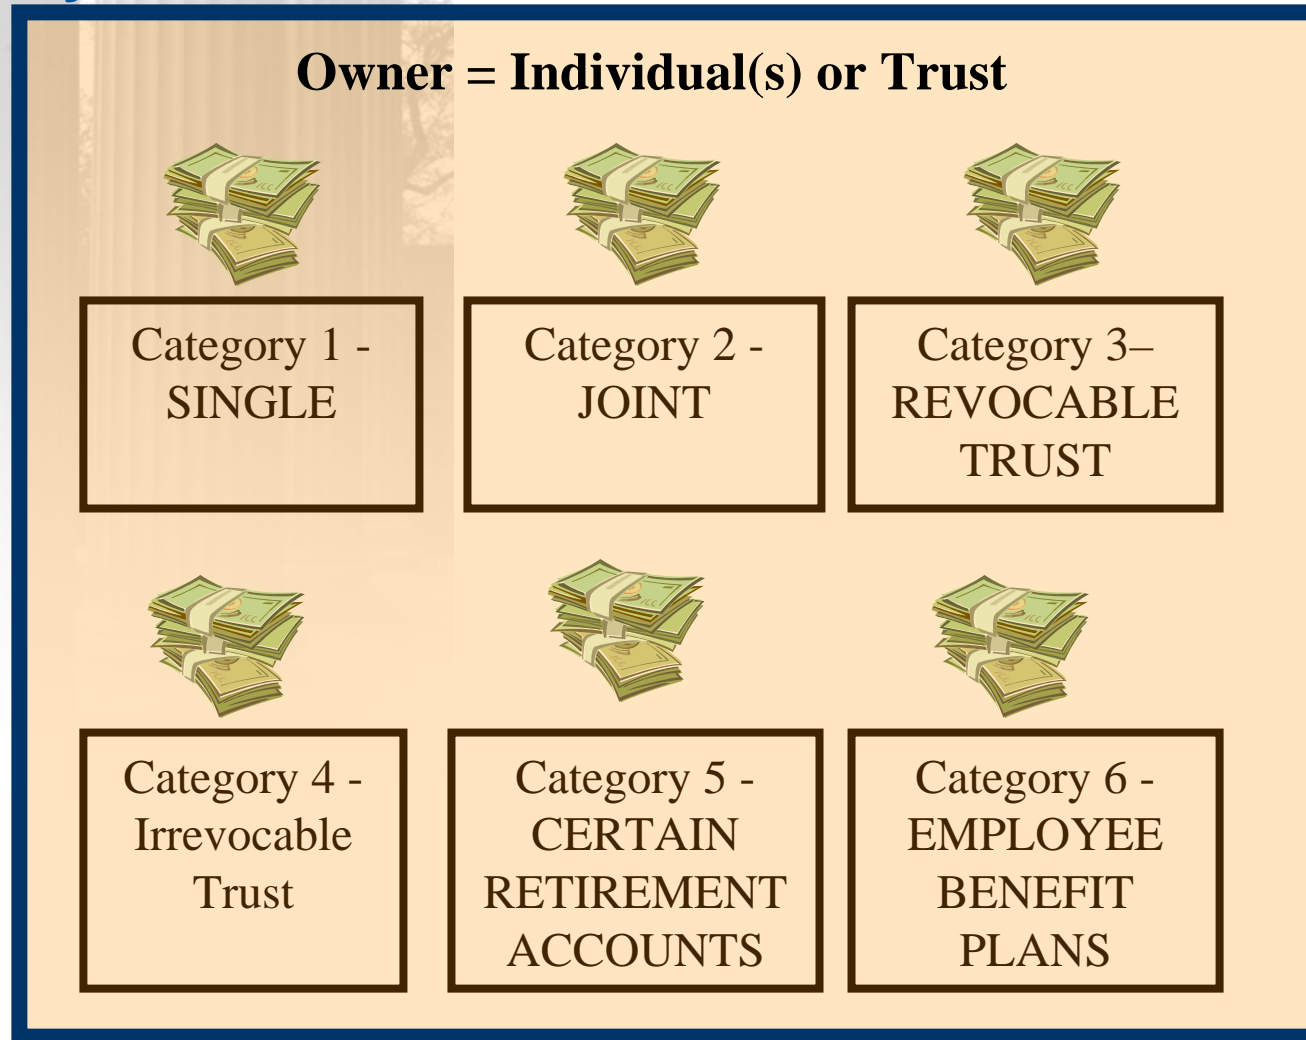 Owner = Individual(s) or Trust
Category 1 -
SINGLE
Category 2 -
JOINT
Category 3–
REVOCABLE
TRUST
Category 4 -
Irrevocable
Trust
Category 5 -
CERTAIN
RETIREMENT
ACCOUNTS
Category 6 -
EMPLOYEE
BENEFIT
PLANS